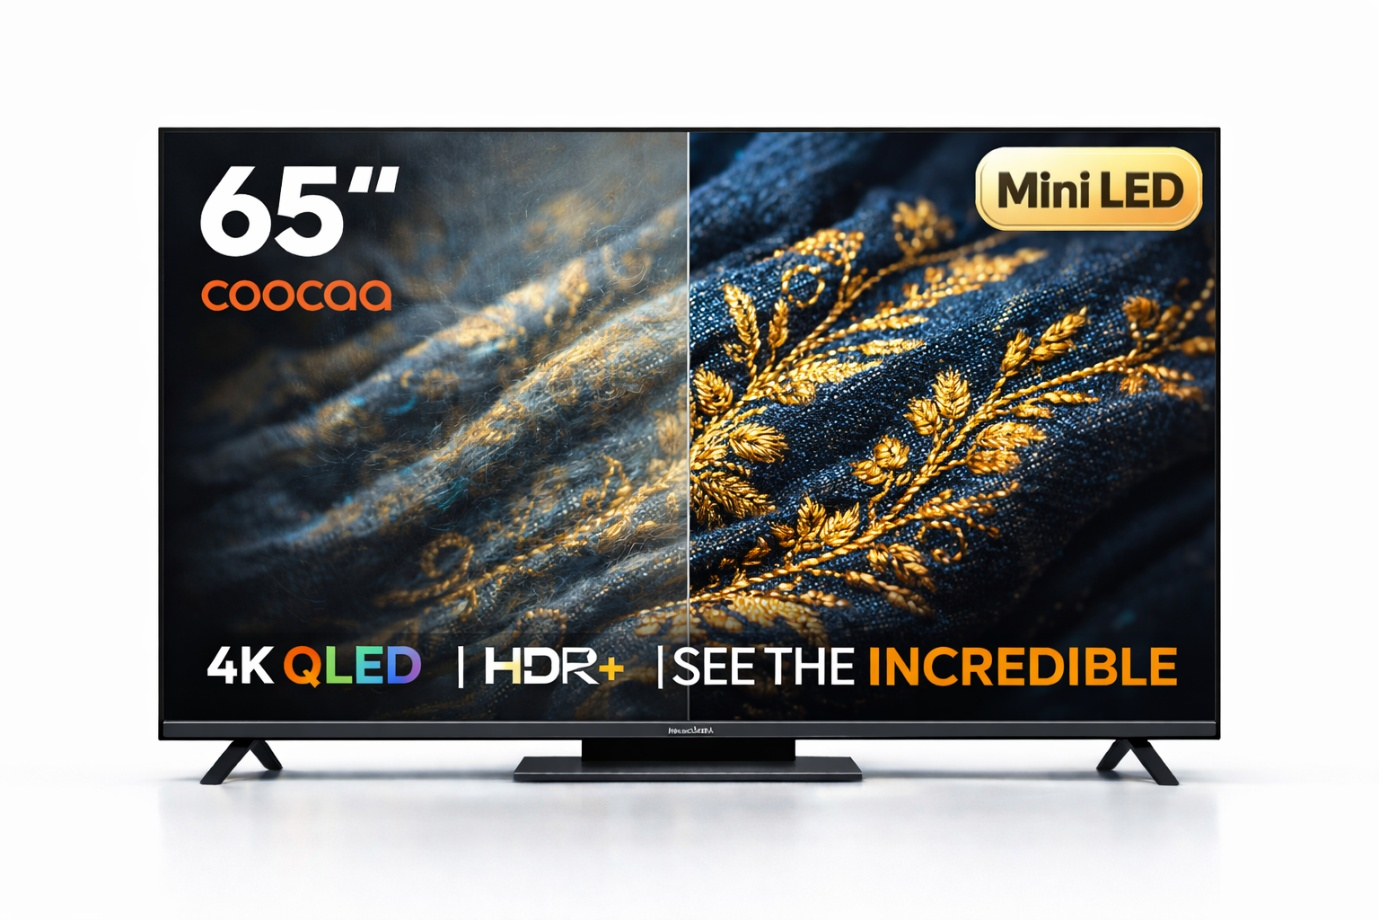 65"
coocaa
Mini LED
4K QLED | HDR+ | SEE THE INCREDIBLE